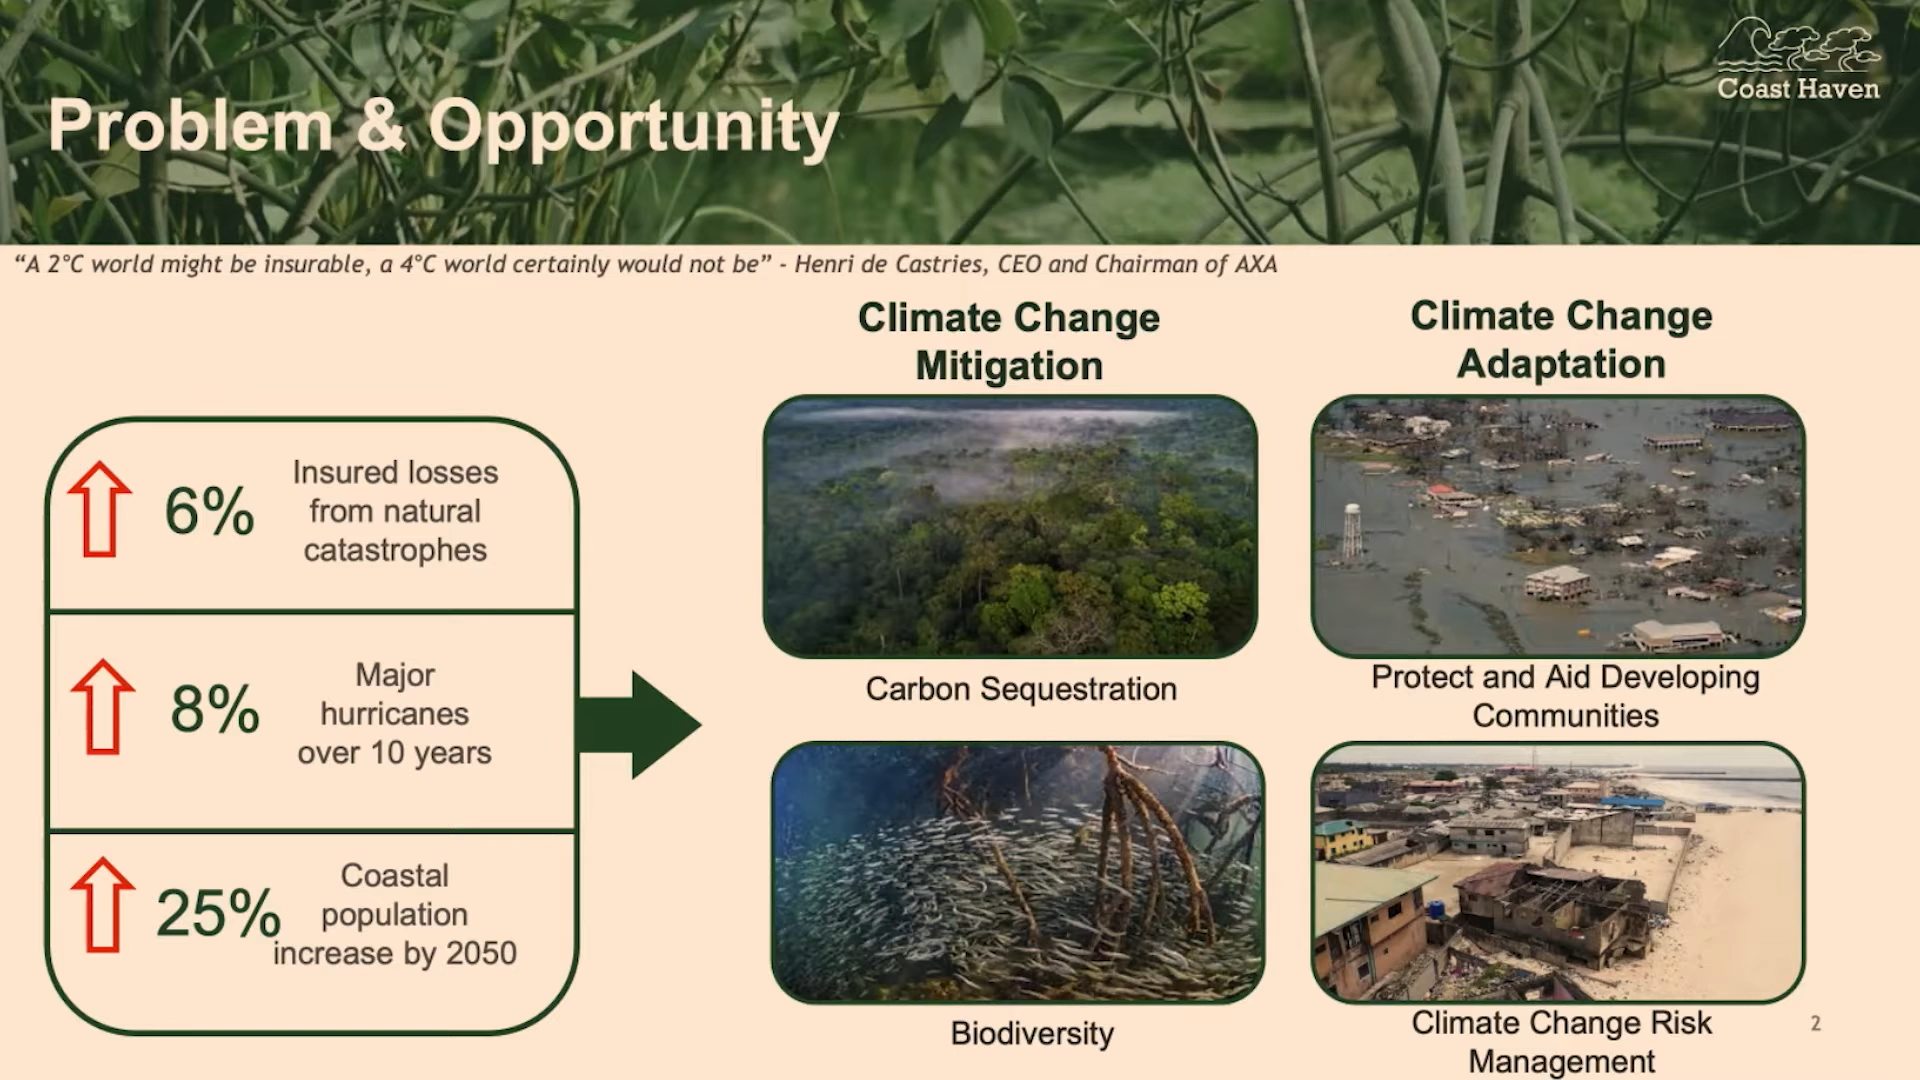 Coast Haven
Problem & Opportunity
“A 2°C world might be insurable, a 4°C world certainly would not be” - Henri de Castries, CEO and Chairman of AXA
6%
Insured losses
from natural
catastrophes
8%
Major
hurricanes
over 10 years
25%
Coastal
population
increase by 2050
Climate Change
Mitigation
Carbon Sequestration
Biodiversity
Climate Change
Adaptation
Protect and Aid Developing
Communities
Climate Change Risk
Management
2